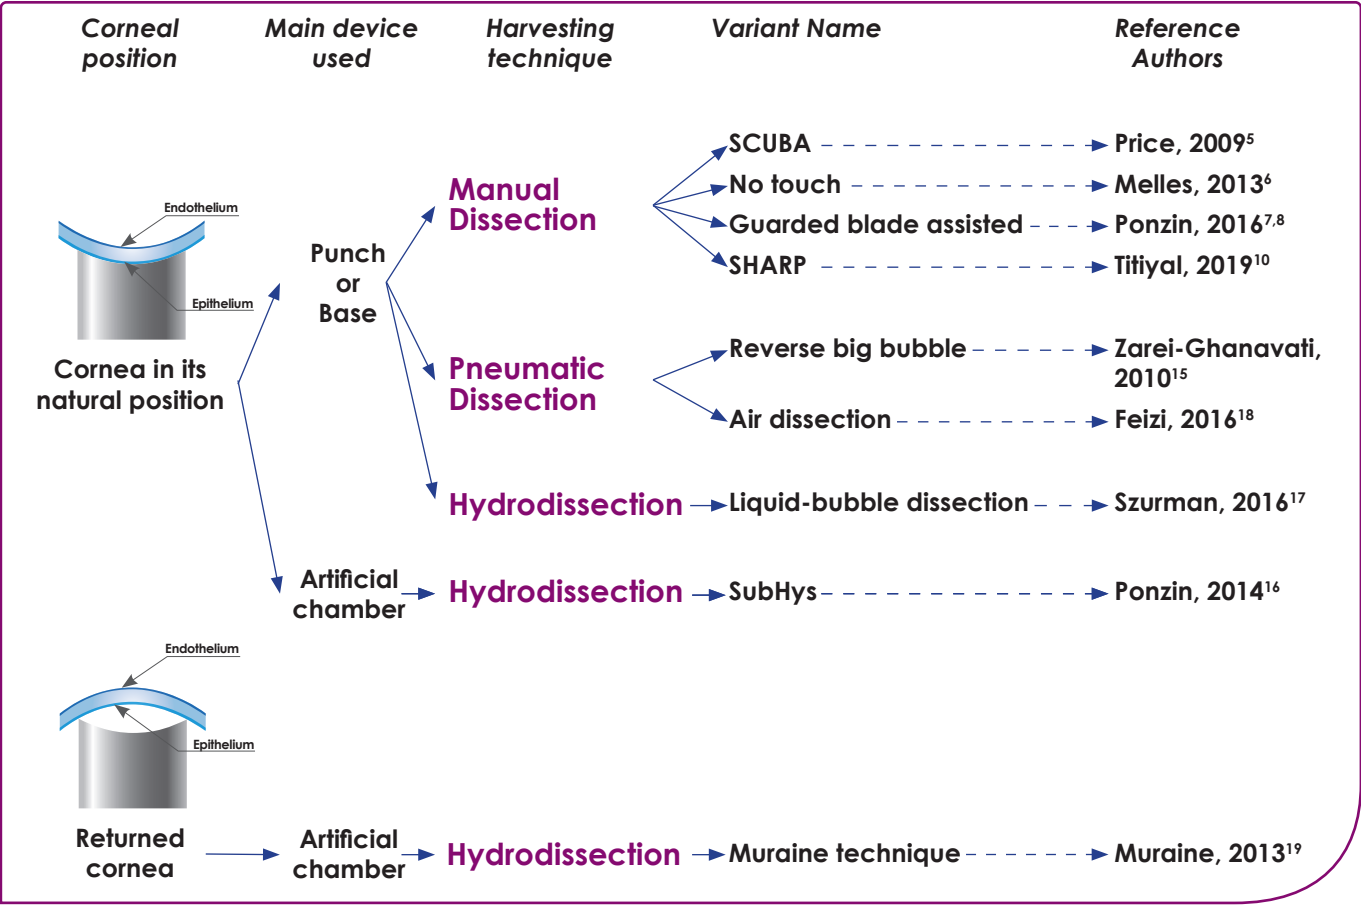 Corneal position
Main device used
Harvesting technique
Variant Name
Reference Authors
Endothelium
Epithelium
Cornea in its
natural position
Punch
or
Base
Manual
Dissection
SCUBA
Price, 2009⁵
No touch
Melles, 2013⁶
Guarded blade assisted
Ponzin, 2016⁷,⁸
SHARP
Titiyal, 2019¹⁰
Pneumatic
Dissection
Reverse big bubble
Zarei-Ghanavati,
2010¹⁵
Air dissection
Feizi, 2016¹⁸
Hydrodissection
Liquid-bubble dissection
Szurman, 2016¹⁷
Artificial
chamber
Hydrodissection
SubHys
Ponzin, 2014¹⁶
Endothelium
Epithelium
Returned
cornea
Artificial
chamber
Hydrodissection
Muraine technique
Muraine, 2013¹⁹